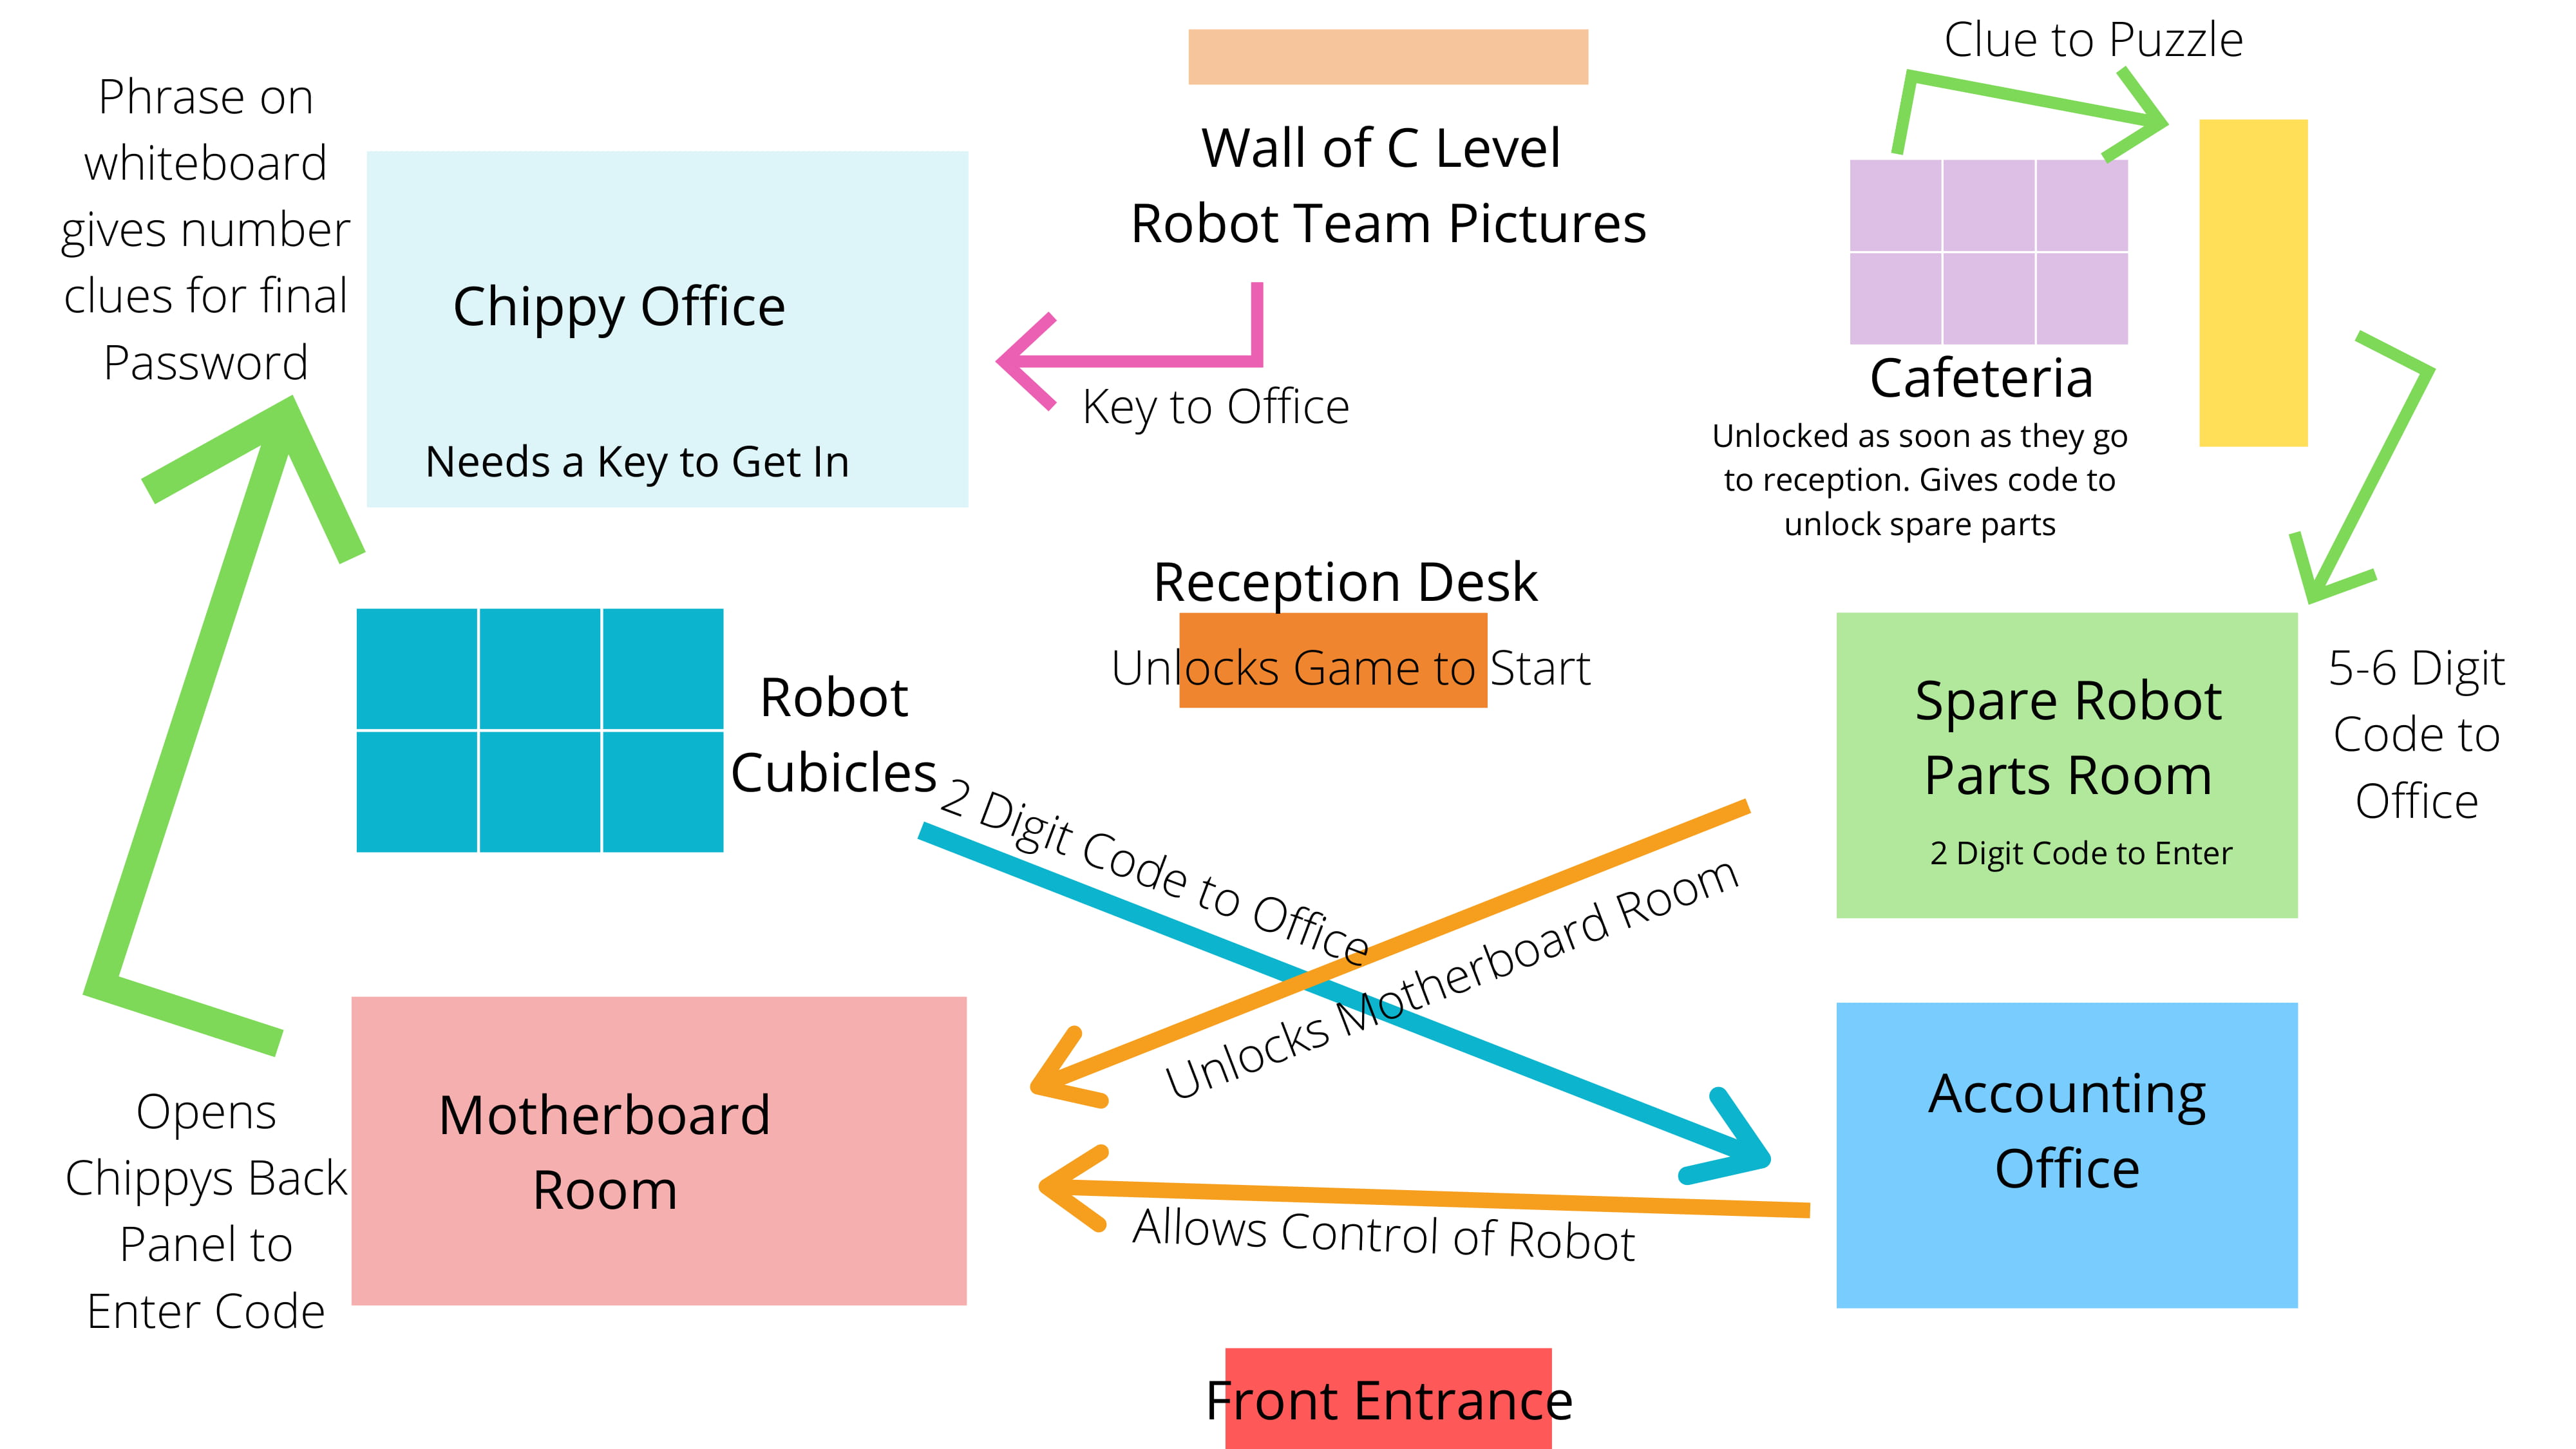 Clue to Puzzle
Phrase on
whiteboard
gives number
clues for final
Password
Wall of C Level
Robot Team Pictures
Chippy Office
Needs a Key to Get In
Key to Office
Cafeteria
Unlocked as soon as they go
to reception. Gives code to
unlock spare parts
Reception Desk
Unlocks Game to Start
Robot
Cubicles
Spare Robot
Parts Room
2 Digit Code to Enter
5-6 Digit
Code to
Office
2 Digit Code to Office
Unlocks Motherboard Room
Motherboard
Room
Opens
Chippys Back
Panel to
Enter Code
Accounting
Office
Allows Control of Robot
Front Entrance